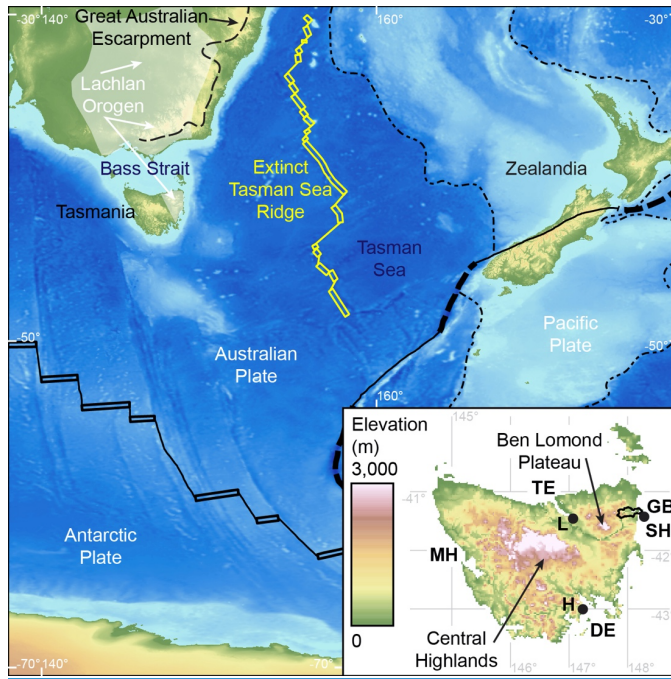 -30°140°
160°
-30°
Great Australian
Escarpment
Lachlan
Orogen
Bass Strait
Tasmania
Extinct
Tasman Sea
Ridge
Zealandia
Tasman
Sea
-50°
Pacific
Plate
-50°
Australian
Plate
160°
Antarctic
Plate
-70°140°
-70°
Elevation
(m)
3,000
0
145°
Ben Lomond
Plateau
-41°
TE
L
GB
SH
MH
-42
H
DE
-43
Central
Highlands
146°
147°
148°